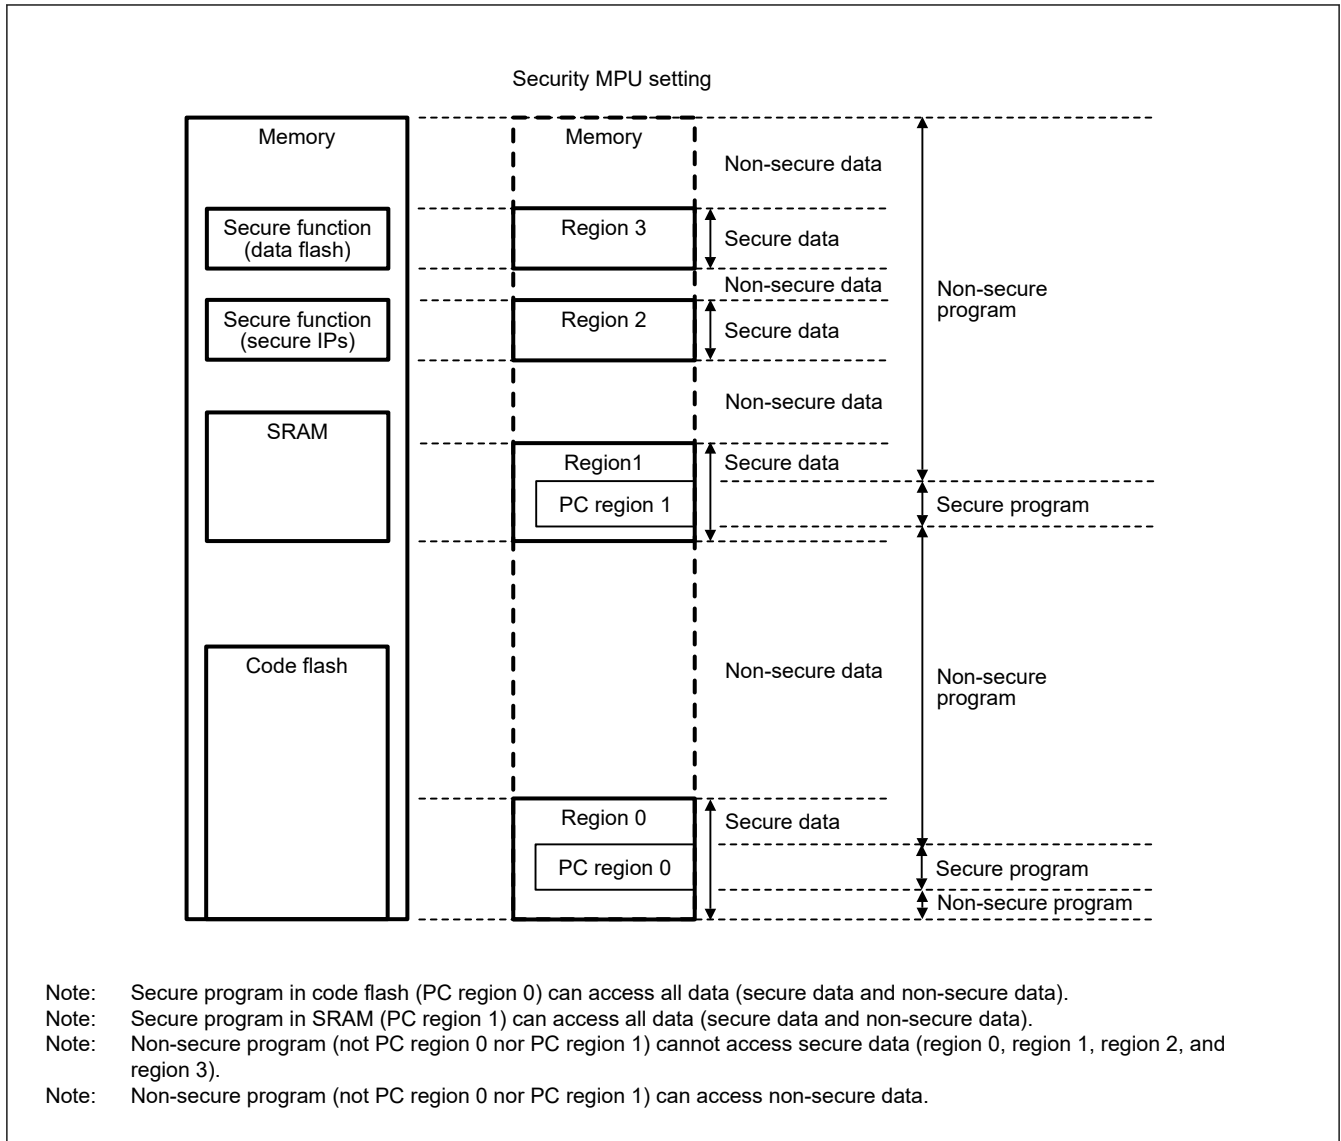 Security MPU setting
Memory
Memory
Non-secure data
Secure function
(data flash)
Region 3
Secure data
Non-secure data
Non-secure
program
Secure function
(secure IPs)
Region 2
Secure data
Non-secure data
SRAM
Region1
Secure data
PC region 1
Secure program
Code flash
Non-secure data
Non-secure
program
Region 0
Secure data
PC region 0
Secure program
Non-secure program
Note: Secure program in code flash (PC region 0) can access all data (secure data and non-secure data).
Note: Secure program in SRAM (PC region 1) can access all data (secure data and non-secure data).
Note: Non-secure program (not PC region 0 nor PC region 1) cannot access secure data (region 0, region 1, region 2, and
region 3).
Note: Non-secure program (not PC region 0 nor PC region 1) can access non-secure data.